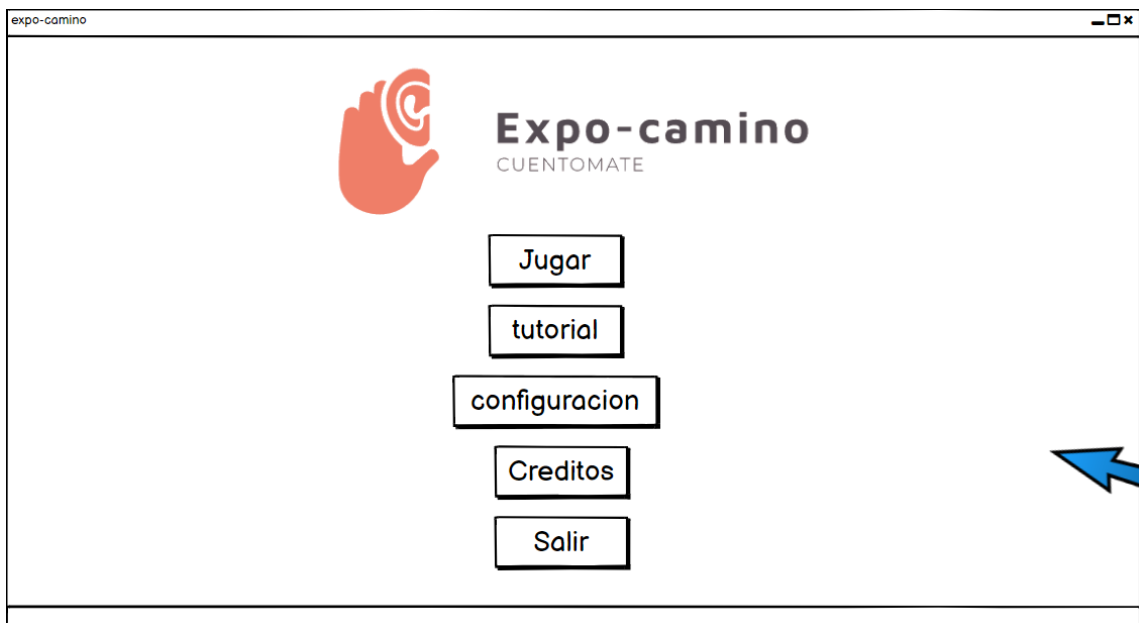 expo-camino
Expo-camino
CUENTOMATE
Jugar
tutorial
configuracion
Creditos
Salir